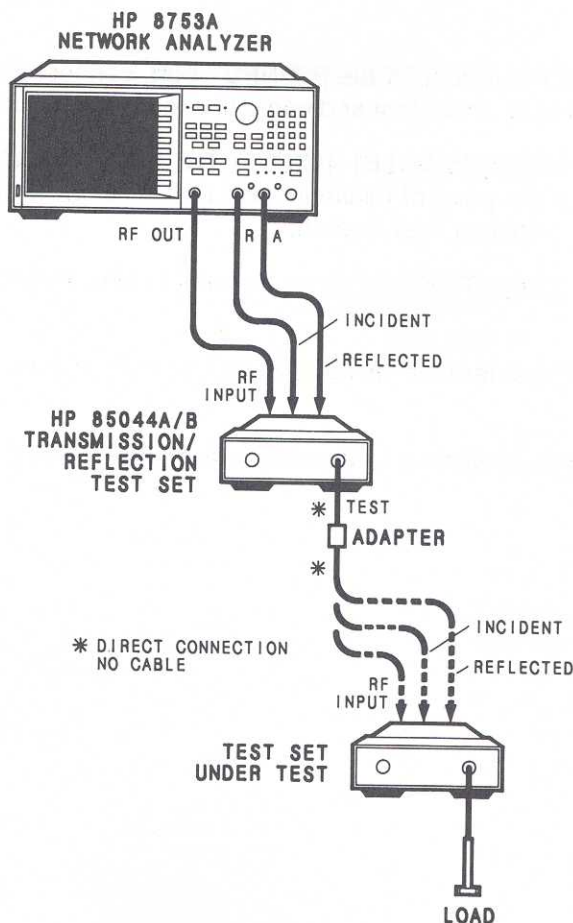 HP 8753A
NETWORK ANALYZER
RF OUT
R
A
INCIDENT
REFLECTED
RF
INPUT
HP 85044A/B
TRANSMISSION/
REFLECTION
TEST SET
* TEST
ADAPTER
*
* DIRECT CONNECTION
NO CABLE
INCIDENT
REFLECTED
RF
INPUT
TEST SET
UNDER TEST
LOAD